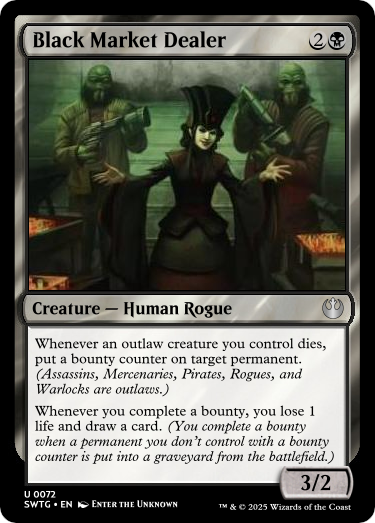 Black Market Dealer
2
Creature — Human Rogue
Whenever an outlaw creature you control dies,
put a bounty counter on target permanent.
(Assassins, Mercenaries, Pirates, Rogues, and
Warlocks are outlaws.)
Whenever you complete a bounty, you lose 1
life and draw a card. (You complete a bounty
when a permanent you don't control with a bounty
counter is put into a graveyard from the battlefield.)
3/2
U 0072
SWTG • EN Enter the Unknown
™ & © 2025 Wizards of the Coast